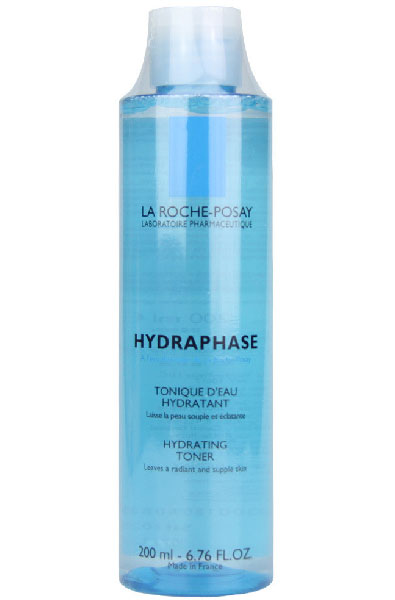 LA ROCHE-POSAY
LABORATOIRE PHARMACEUTIQUE
HYDRAPHASE
TONIQUE D'EAU
HYDRATANT
Laisse la peau souple et éclatante
HYDRATING
TONER
Leaves a radiant and supple skin
200 ml - 6.76 FL.OZ.
Made in France